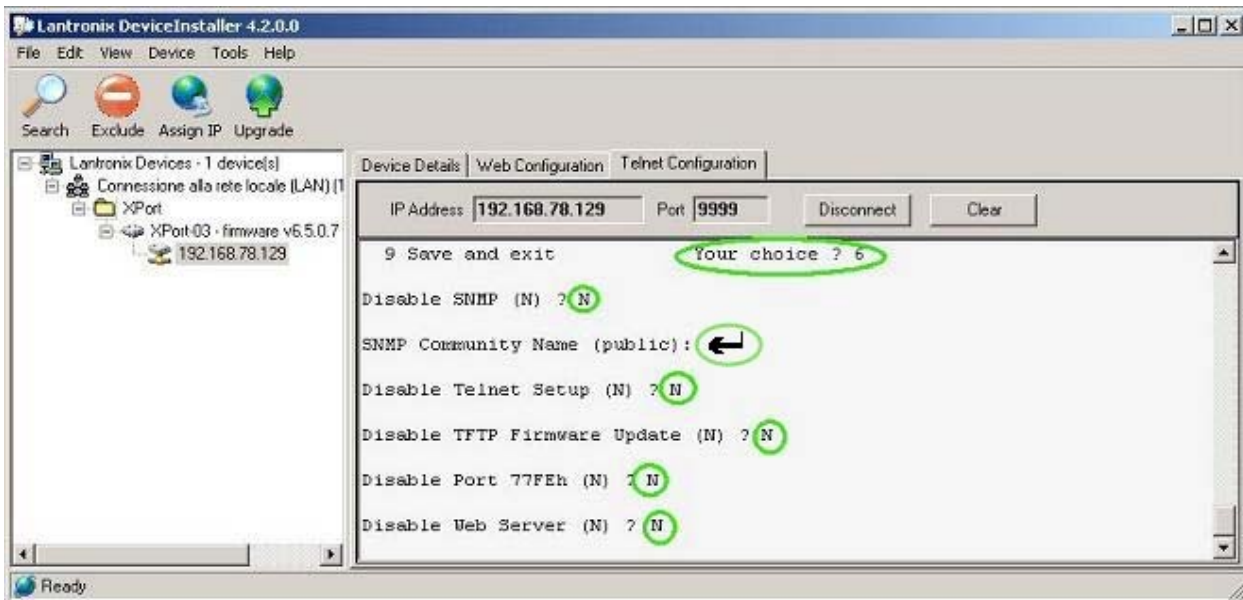 Lantronix DeviceInstaller 4.2.0.0
File Edit View Device Tools Help
Search Exclude Assign IP Upgrade
Lantronix Devices - 1 device(s)
Connessione alla rete locale (LAN) (1
XPort
XPort-03 - firmware v6.5.0.7
192.168.78.129
Device Details Web Configuration Telnet Configuration
IP Address 192.168.78.129 Port 9999 Disconnect Clear
9 Save and exit Your choice ? 6
Disable SNMP (N) ? N
SNMP Community Name (public):
Disable Telnet Setup (N) ? N
Disable TFTP Firmware Update (N) ? N
Disable Port 77FEh (N) ? N
Disable Web Server (N) ? N
Ready